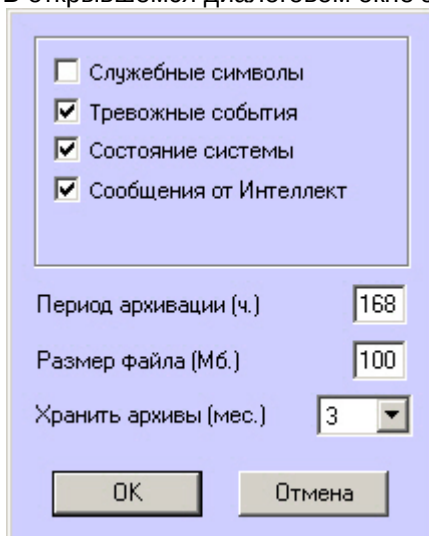 В открывшемся диалоговом окне
Служебные символы
Тревожные события
Состояние системы
Сообщения от Интеллект
Период архивации (ч.) 168
Размер файла (Мб.) 100
Хранить архивы (мес.) 3
ОК Отмена